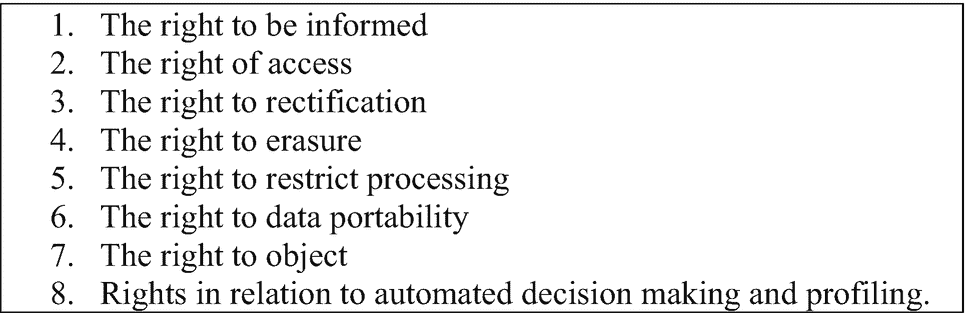 1. The right to be informed
2. The right of access
3. The right to rectification
4. The right to erasure
5. The right to restrict processing
6. The right to data portability
7. The right to object
8. Rights in relation to automated decision making and profiling.